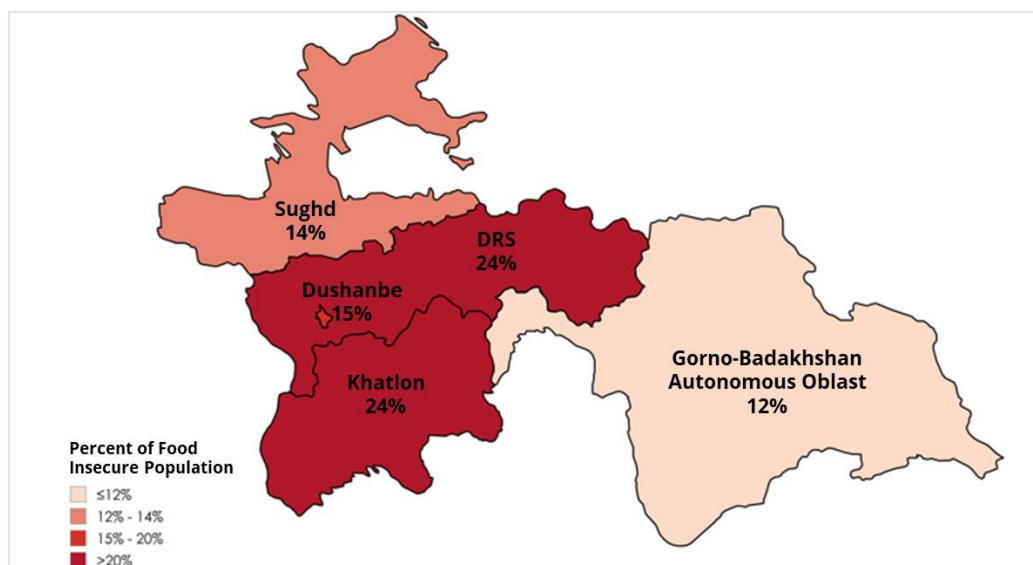 Sughd
14%
DRS
24%
Dushanbe
15%
Khatlon
24%
Gorno-Badakhshan
Autonomous Oblast
12%
Percent of Food
Insecure Population
≤12%
12% - 14%
15% - 20%
>20%